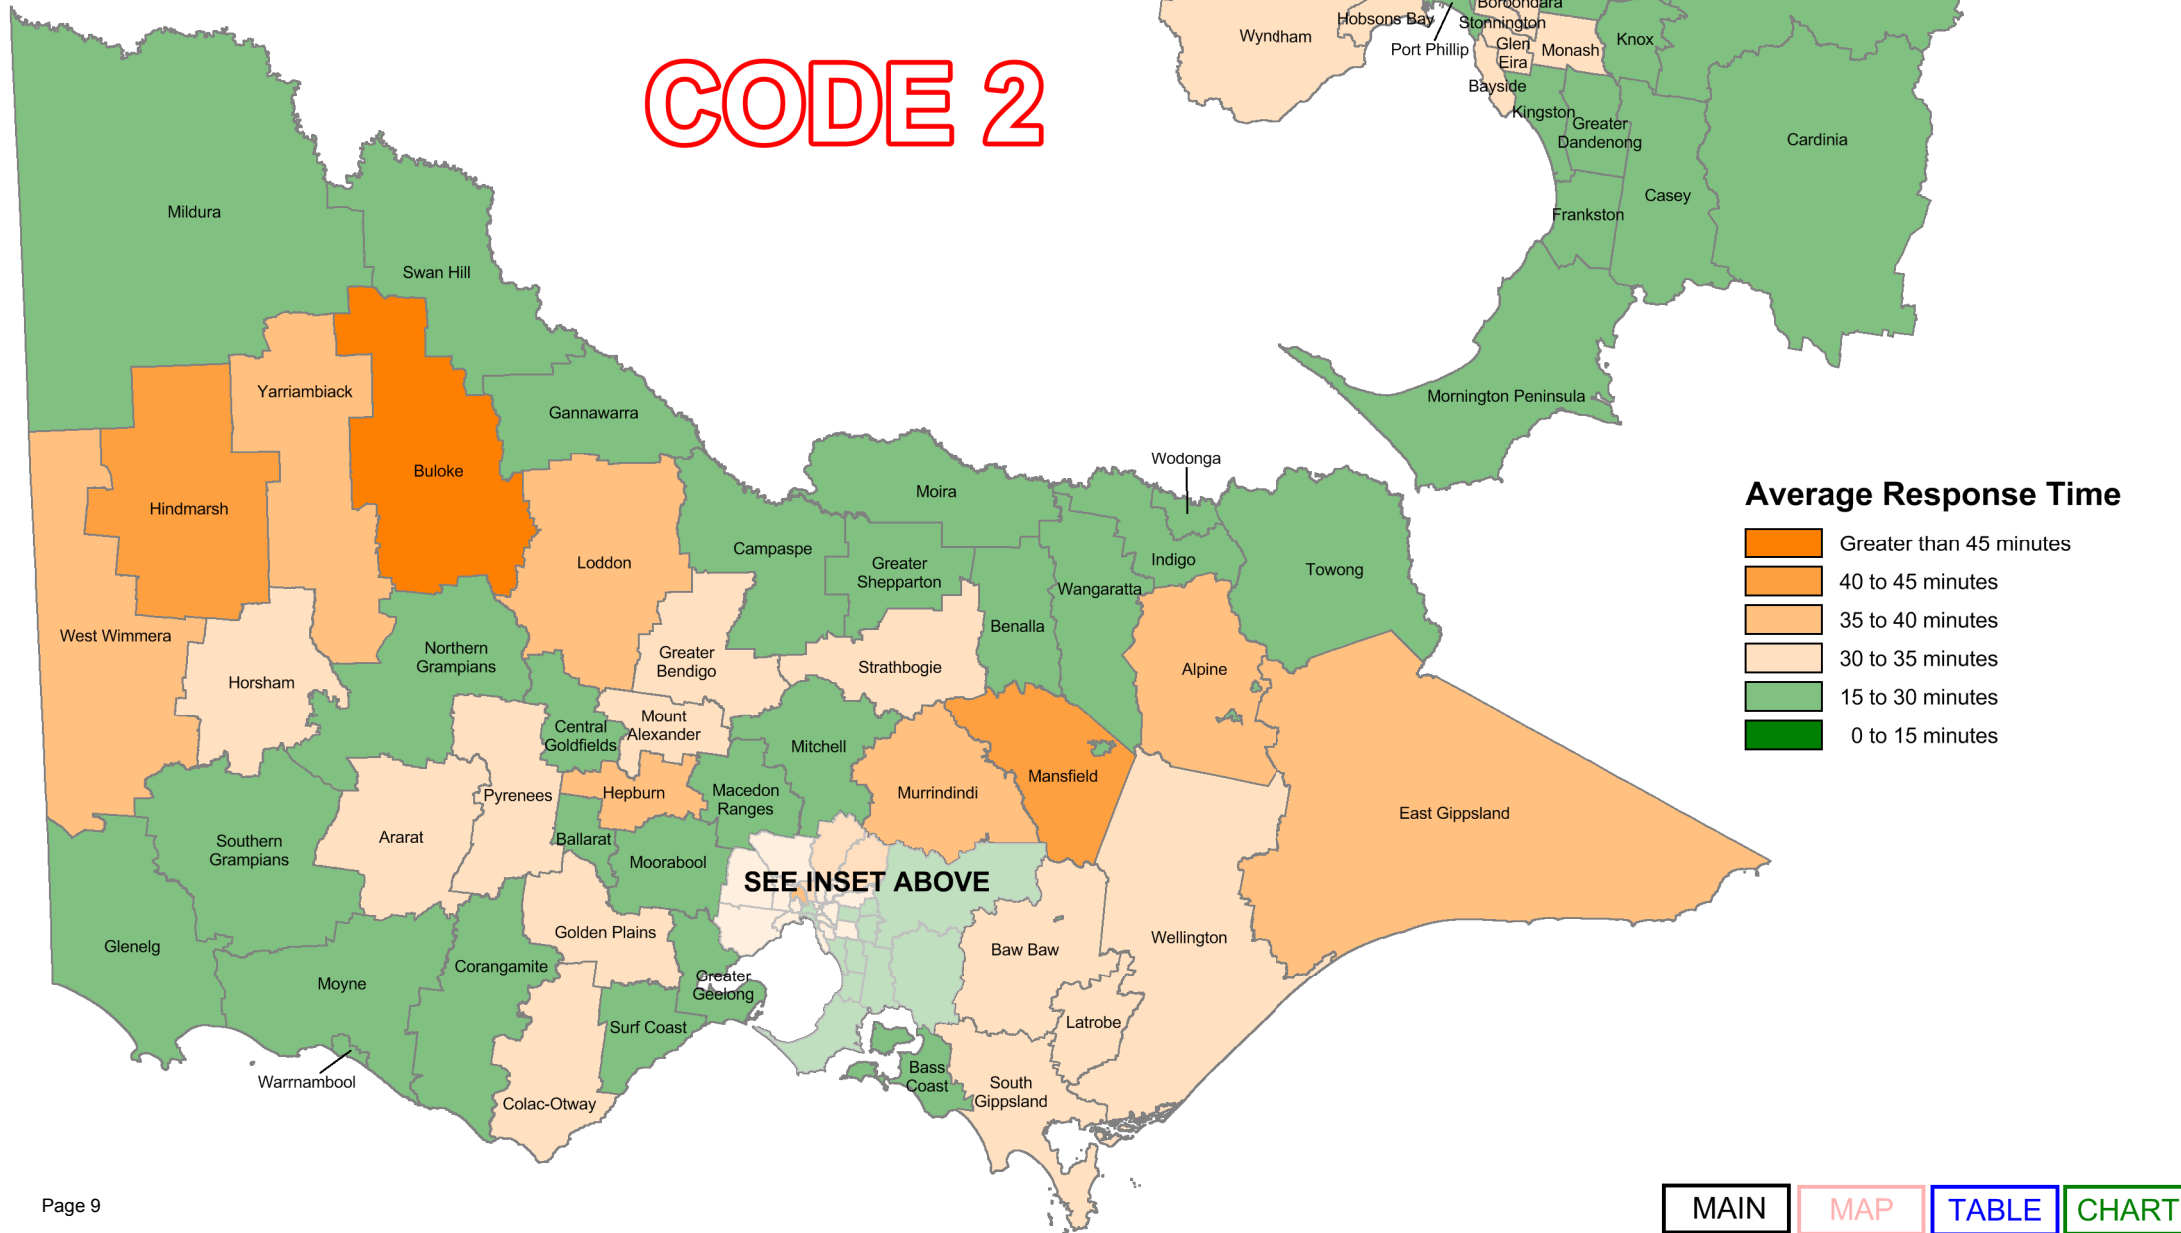 Boroondara
Hobsons Bay
Stonnington
Wyndham
Port Phillip
Glen
Eira
Monash
Knox
Bayside
Kingston
Greater
Dandenong
Cardinia
Casey
Frankston
Mornington Peninsula
CODE 2
Mildura
Swan Hill
Yarriambiack
Gannawarra
Buloke
Hindmarsh
Wodonga
Moira
Loddon
Campaspe
Greater
Shepparton
Indigo
Wangaratta
Towong
West Wimmera
Benalla
Northern
Grampians
Greater
Bendigo
Strathbogie
Alpine
Horsham
Mount
Alexander
Central
Goldfields
Mitchell
Mansfield
Murrindindi
Hepburn
Macedon
Ranges
Pyrenees
East Gippsland
Ararat
Ballarat
Southern
Grampians
Moorabool
SEE INSET ABOVE
Golden Plains
Wellington
Baw Baw
Glenelg
Corangamite
Moyne
Greater
Geelong
Latrobe
Surf Coast
Warrnambool
Bass
Coast
South
Gippsland
Colac-Otway
Average Response Time
Greater than 45 minutes
40 to 45 minutes
35 to 40 minutes
30 to 35 minutes
15 to 30 minutes
0 to 15 minutes
Page 9
MAIN
MAP
TABLE
CHART